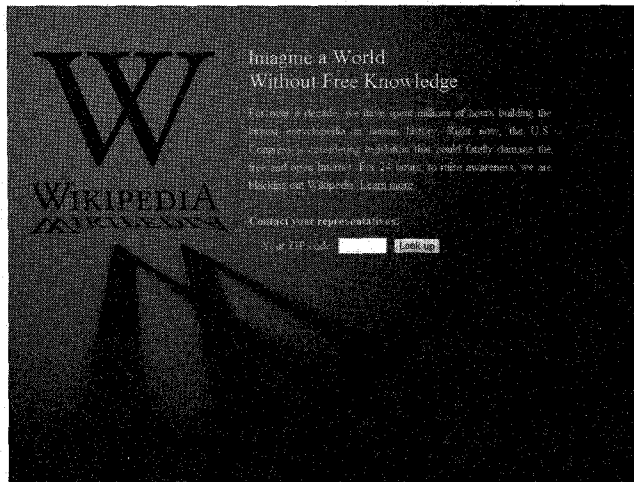 W
WIKIPEDIA
Imagine a World
Without Free Knowledge
For over a decade, we have spent millions of hours building the
largest encyclopedia in human history. Right now, the U.S.
Congress is considering legislation that could fatally damage the
free and open Internet. For 24 hours, to raise awareness, we are
blacking out Wikipedia. Learn more.
Contact your representatives.
Your ZIP code:
Look up